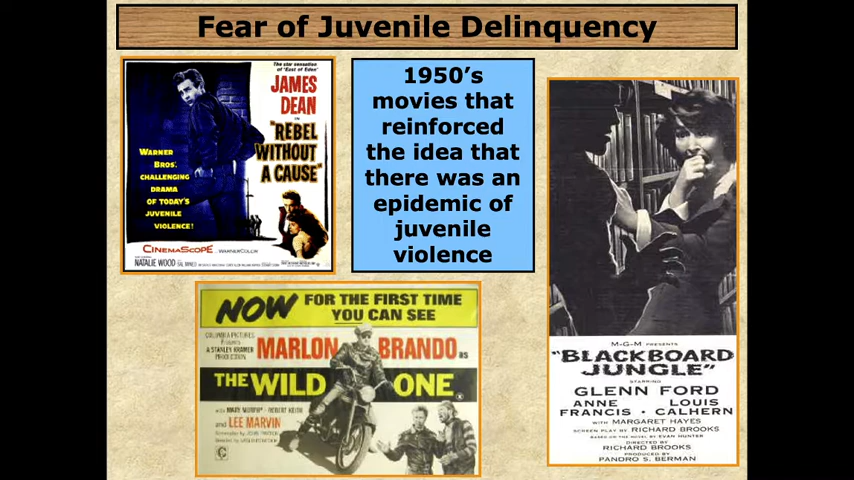 Fear of Juvenile Delinquency
The star sensation
of "East of Eden"
JAMES
DEAN
IN
"REBEL
WITHOUT
A CAUSE"
WARNER
BROS.'
CHALLENGING
DRAMA
OF TODAY'S
JUVENILE
VIOLENCE!
CINEMASCOPE WARNERCOLOR
NATALIE WOOD
1950's
movies that
reinforced
the idea that
there was an
epidemic of
juvenile
violence
NOW FOR THE FIRST TIME
YOU CAN SEE
COLUMBIA PICTURES
Presents
A STANLEY KRAMER
PRODUCTION
MARLON BRANDO as
THE WILD ONE
with MARY MURPHY · ROBERT KEITH
and LEE MARVIN
M-G-M PRESENTS
"BLACKBOARD
JUNGLE"
STARRING
GLENN FORD
ANNE LOUIS
FRANCIS · CALHERN
WITH MARGARET HAYES
SCREEN PLAY BY RICHARD BROOKS
BASED ON THE NOVEL BY EVAN HUNTER
DIRECTED BY
RICHARD BROOKS
PRODUCED BY
PANDRO S. BERMAN